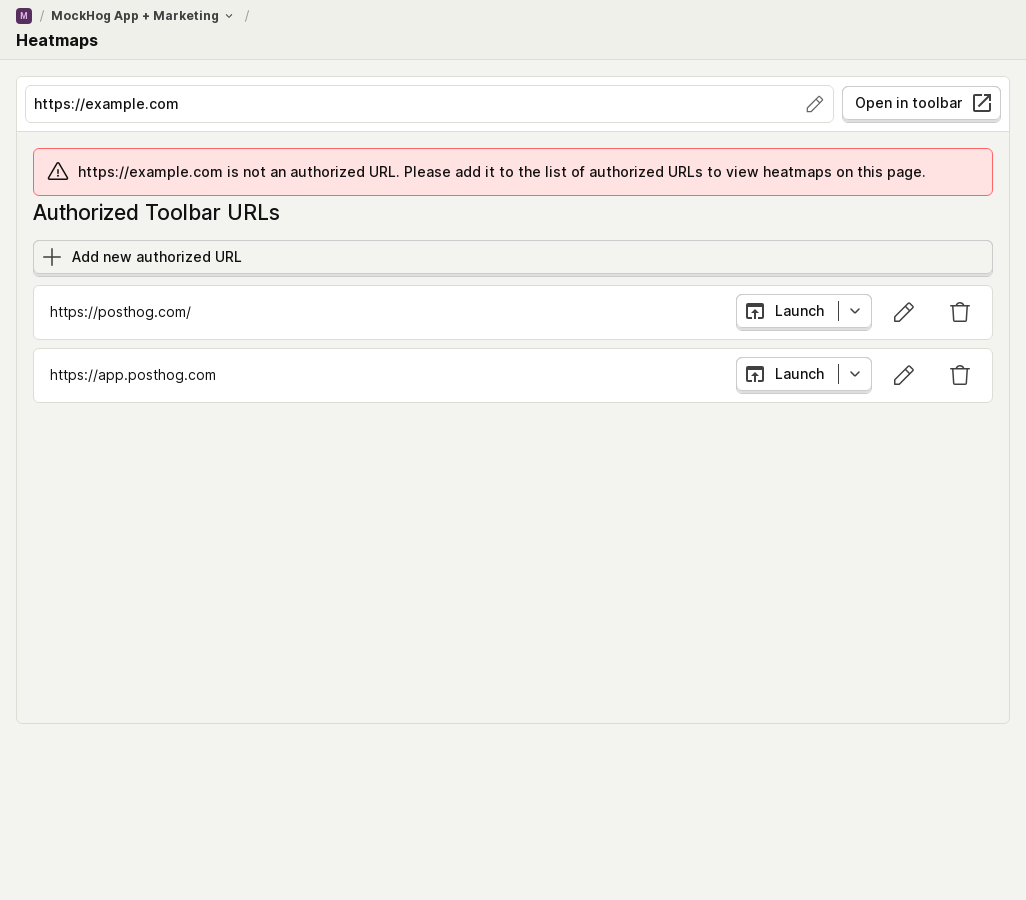 M / MockHog App + Marketing /
Heatmaps
https://example.com
Open in toolbar
https://example.com is not an authorized URL. Please add it to the list of authorized URLs to view heatmaps on this page.
Authorized Toolbar URLs
Add new authorized URL
https://posthog.com/
Launch
https://app.posthog.com
Launch